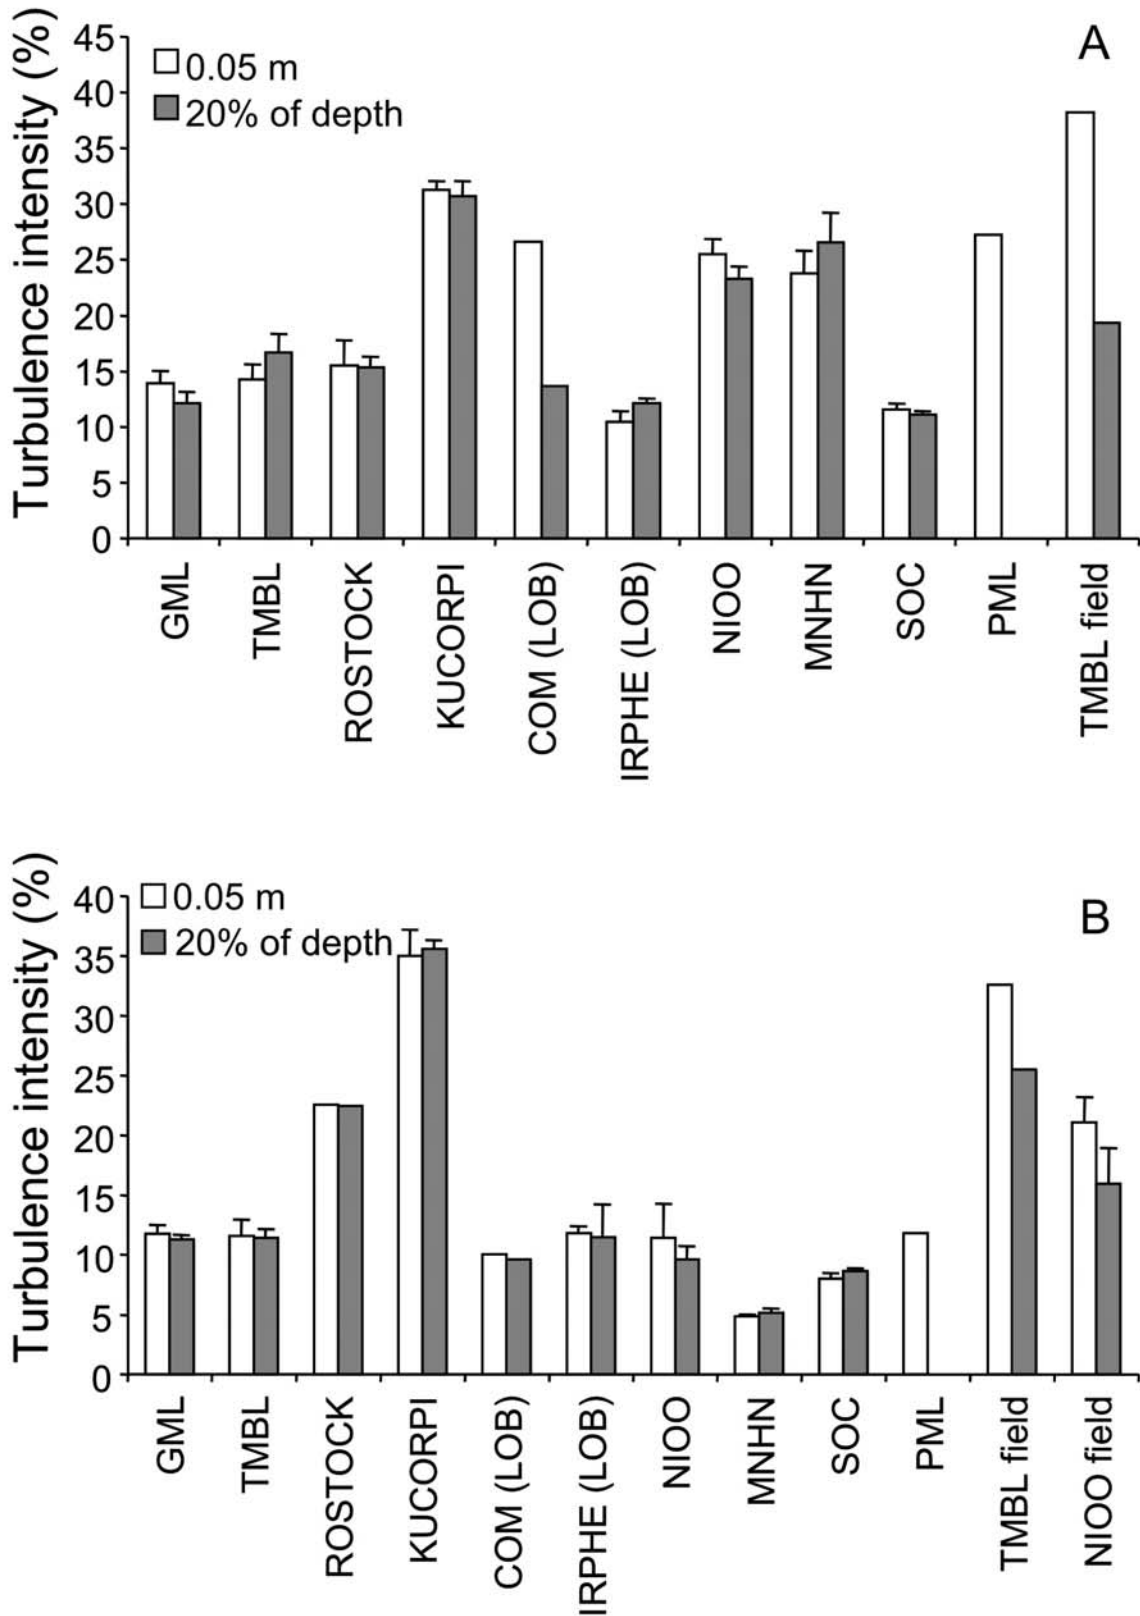 A
Turbulence intensity (%)
45
40
35
30
25
20
15
10
5
0
0.05 m
20% of depth
GML
TMBL
ROSTOCK
KUCORPI
COM (LOB)
IRPHE (LOB)
NIOO
MNHN
SOC
PML
TMBL field
B
Turbulence intensity (%)
40
35
30
25
20
15
10
5
0
0.05 m
20% of depth
GML
TMBL
ROSTOCK
KUCORPI
COM (LOB)
IRPHE (LOB)
NIOO
MNHN
SOC
PML
TMBL field
NIOO field